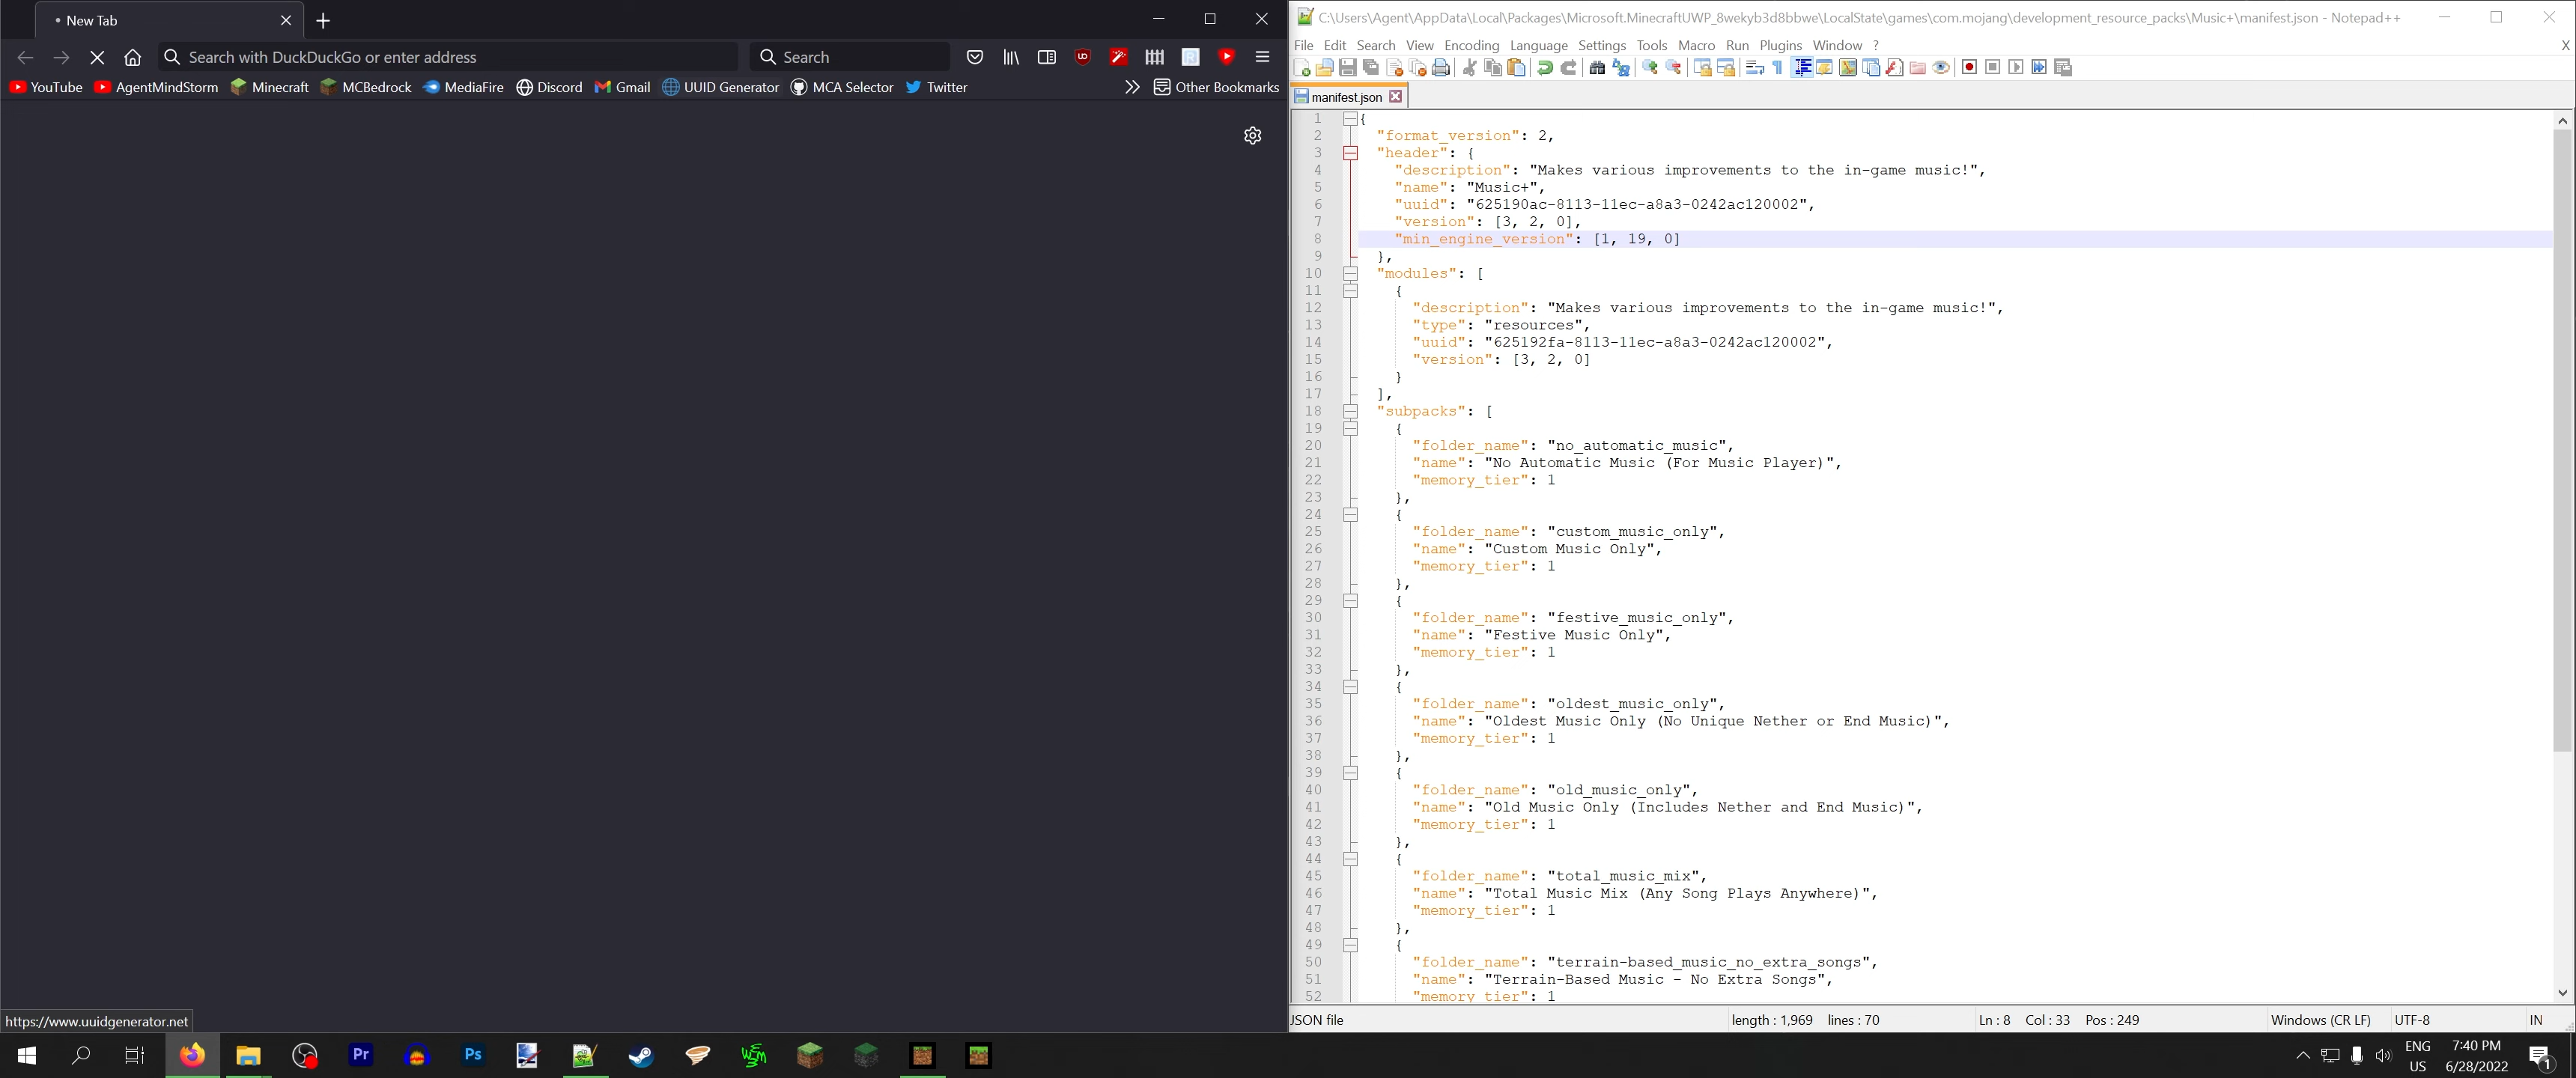 New Tab
Search with DuckDuckGo or enter address
Search
YouTube
AgentMindStorm
Minecraft
MCBedrock
MediaFire
Discord
Gmail
UUID Generator
MCA Selector
Twitter
Other Bookmarks
https://www.uuidgenerator.net
C:\Users\Agent\AppData\Local\Packages\Microsoft.MinecraftUWP_8wekyb3d8bbwe\LocalState\games\com.mojang\development_resource_packs\Music+\manifest.json - Notepad++
File Edit Search View Encoding Language Settings Tools Macro Run Plugins Window ? X
manifest.json
1 {
2 "format_version": 2,
3 "header": {
4 "description": "Makes various improvements to the in-game music!",
5 "name": "Music+",
6 "uuid": "625190ac-8113-11ec-a8a3-0242ac120002",
7 "version": [3, 2, 0],
8 "min_engine_version": [1, 19, 0]
9 },
10 "modules": [
11 {
12 "description": "Makes various improvements to the in-game music!",
13 "type": "resources",
14 "uuid": "625192fa-8113-11ec-a8a3-0242ac120002",
15 "version": [3, 2, 0]
16 }
17 ],
18 "subpacks": [
19 {
20 "folder_name": "no_automatic_music",
21 "name": "No Automatic Music (For Music Player)",
22 "memory_tier": 1
23 },
24 {
25 "folder_name": "custom_music_only",
26 "name": "Custom Music Only",
27 "memory_tier": 1
28 },
29 {
30 "folder_name": "festive_music_only",
31 "name": "Festive Music Only",
32 "memory_tier": 1
33 },
34 {
35 "folder_name": "oldest_music_only",
36 "name": "Oldest Music Only (No Unique Nether or End Music)",
37 "memory_tier": 1
38 },
39 {
40 "folder_name": "old_music_only",
41 "name": "Old Music Only (Includes Nether and End Music)",
42 "memory_tier": 1
43 },
44 {
45 "folder_name": "total_music_mix",
46 "name": "Total Music Mix (Any Song Plays Anywhere)",
47 "memory_tier": 1
48 },
49 {
50 "folder_name": "terrain-based_music_no_extra_songs",
51 "name": "Terrain-Based Music - No Extra Songs",
52 "memory_tier": 1
JSON file
length : 1,969 lines : 70
Ln : 8 Col : 33 Pos : 249
Windows (CR LF)
UTF-8
IN
Pr
Ps
ENG
US
7:40 PM
6/28/2022
1